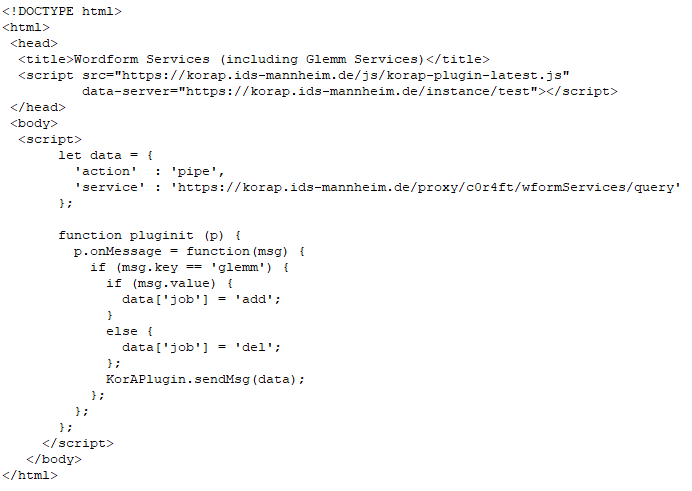 <!DOCTYPE html>
<html>
 <head>
  <title>Wordform Services (including Glemm Services)</title>
  <script src="https://korap.ids-mannheim.de/js/korap-plugin-latest.js"
          data-server="https://korap.ids-mannheim.de/instance/test"></script>
 </head>
 <body>
  <script>
       let data = {
         'action'  : 'pipe',
         'service' : 'https://korap.ids-mannheim.de/proxy/c0r4ft/wformServices/query'
       };

       function pluginit (p) {
         p.onMessage = function(msg) {
           if (msg.key == 'glemm') {
             if (msg.value) {
               data['job'] = 'add';
             }
             else {
               data['job'] = 'del';
             };
             KorAPlugin.sendMsg(data);
           };
         };
       };
     </script>
   </body>
</html>